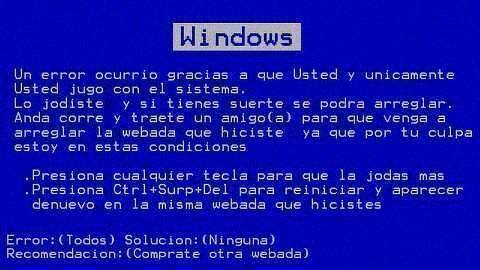 Windows
Un error ocurrio gracias a que Usted y unicamente
Usted jugo con el sistema.
Lo jodiste y si tienes suerte se podra arreglar.
Anda corre y traete un amigo(a) para que venga a
arreglar la webada que hiciste ya que por tu culpa
estoy en estas condiciones
.Presiona cualquier tecla para que la jodas mas
.Presiona Ctrl+Surp+Del para reiniciar y aparecer
denuevo en la misma webada que hicistes
Error:(Todos) Solucion:(Ninguna)
Recomendacion:(Comprate otra webada)